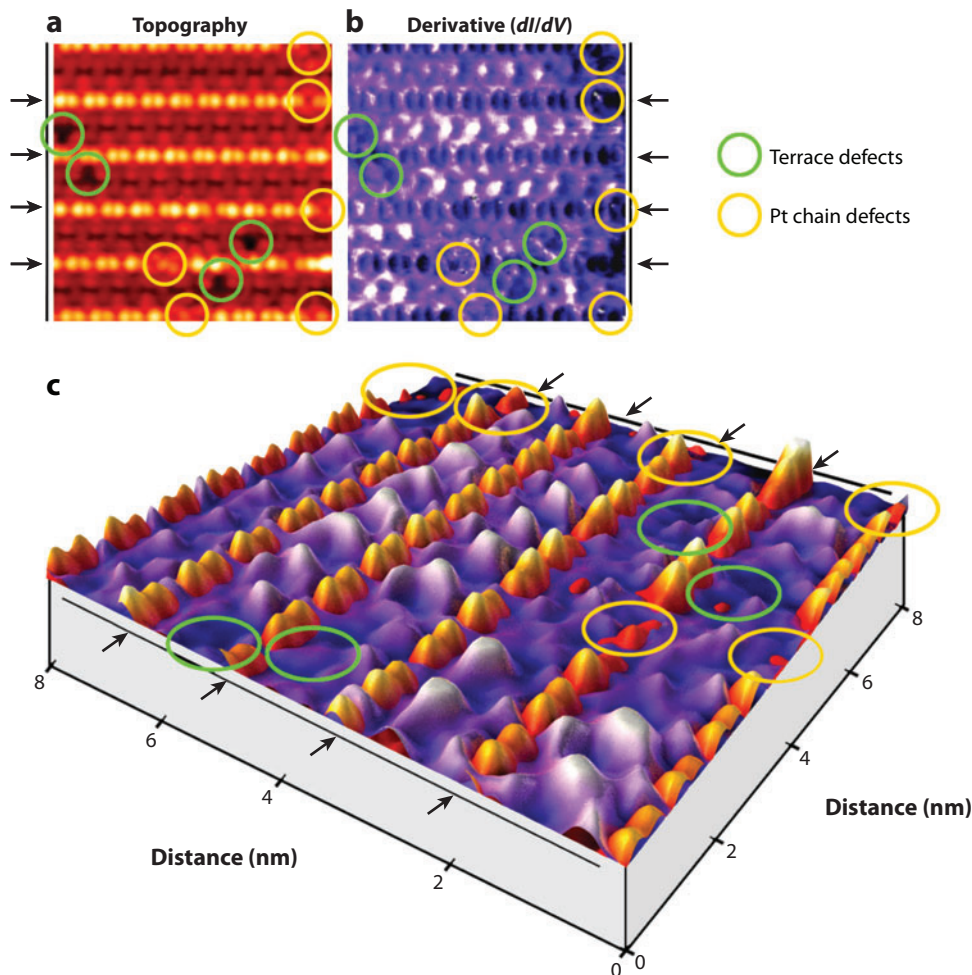 a
Topography
b
Derivative (dI/dV)
Terrace defects
Pt chain defects
c
8
6
4
2
0
0
2
4
6
8
Distance (nm)
Distance (nm)